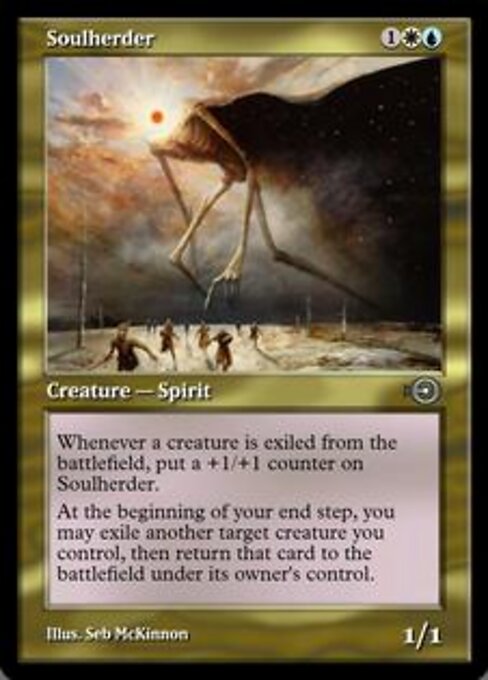 Soulherder 1
Creature — Spirit
Whenever a creature is exiled from the
battlefield, put a +1/+1 counter on
Soulherder.
At the beginning of your end step, you
may exile another target creature you
control, then return that card to the
battlefield under its owner's control.
Illus. Seb McKinnon
1/1